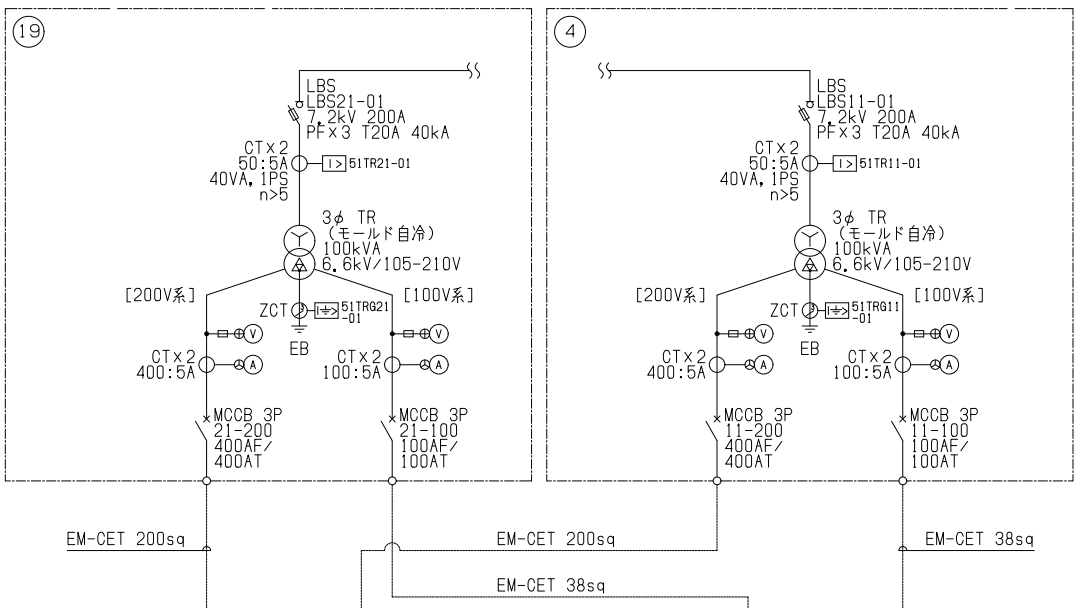 19
LBS
LBS21-01
7.2kV 200A
PF×3 T20A 40kA
CT×2
50:5A
40VA,1PS
n>5
I> 51TR21-01
3φ TR
(モールド自冷)
100kVA
6.6kV/105-210V
[200V系]
[100V系]
ZCT
51TRG21
-01
EB
V
V
CT×2
400:5A
A
CT×2
100:5A
A
MCCB 3P
21-200
400AF/
400AT
MCCB 3P
21-100
100AF/
100AT
4
LBS
LBS11-01
7.2kV 200A
PF×3 T20A 40kA
CT×2
50:5A
40VA,1PS
n>5
I> 51TR11-01
3φ TR
(モールド自冷)
100kVA
6.6kV/105-210V
[200V系]
[100V系]
ZCT
51TRG11
-01
EB
V
V
CT×2
400:5A
A
CT×2
100:5A
A
MCCB 3P
11-200
400AF/
400AT
MCCB 3P
11-100
100AF/
100AT
EM-CET 200sq
EM-CET 200sq
EM-CET 38sq
EM-CET 38sq